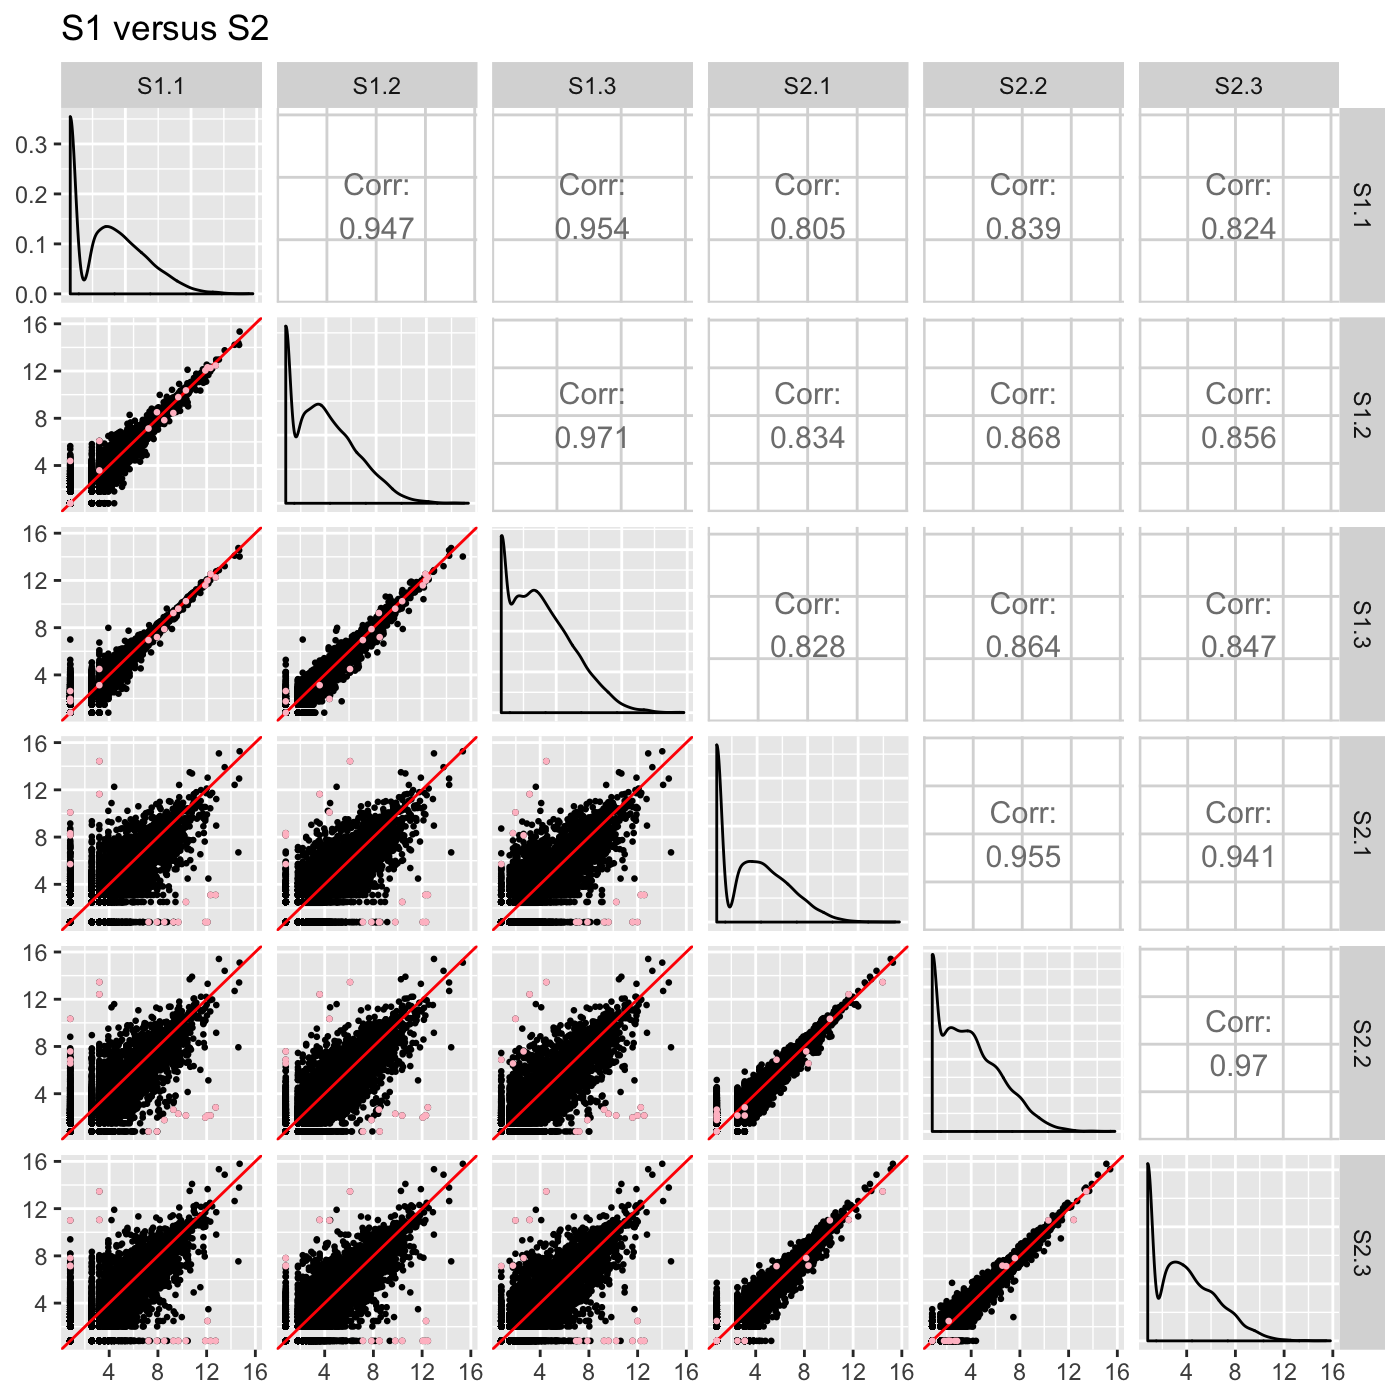 S1 versus S2
S1.1 S1.2 S1.3 S2.1 S2.2 S2.3
0.3
0.2
0.1
0.0
Corr:
0.947
Corr:
0.954
Corr:
0.805
Corr:
0.839
Corr:
0.824
S1.1
16
12
8
4
Corr:
0.971
Corr:
0.834
Corr:
0.868
Corr:
0.856
S1.2
16
12
8
4
Corr:
0.828
Corr:
0.864
Corr:
0.847
S1.3
16
12
8
4
Corr:
0.955
Corr:
0.941
S2.1
16
12
8
4
Corr:
0.97
S2.2
16
12
8
4
S2.3
4 8 12 16 4 8 12 16 4 8 12 16 4 8 12 16 4 8 12 16 4 8 12 16